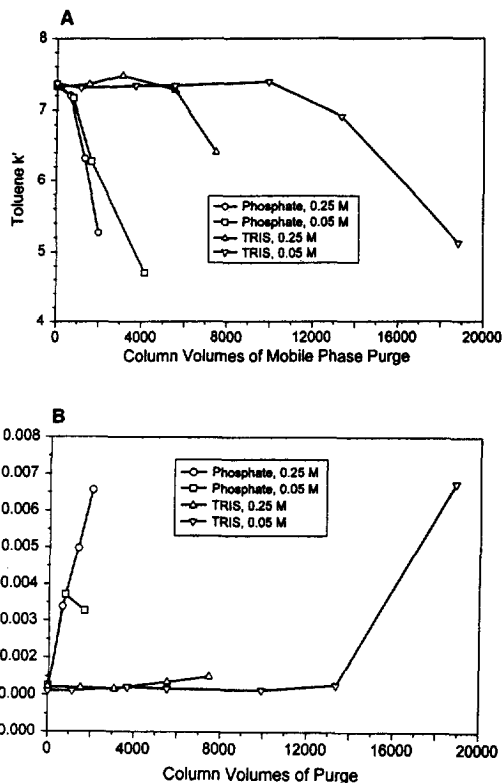 A
8
7
6
5
4
Toluene k'
Phosphate, 0.25 M
Phosphate, 0.05 M
TRIS, 0.25 M
TRIS, 0.05 M
0 4000 8000 12000 16000 20000
Column Volumes of Mobile Phase Purge
B
0.008
0.007
0.006
0.005
0.004
0.003
0.002
0.000
0.000
Phosphate, 0.25 M
Phosphate, 0.05 M
TRIS, 0.25 M
TRIS, 0.05 M
0 4000 8000 12000 16000 20000
Column Volumes of Purge